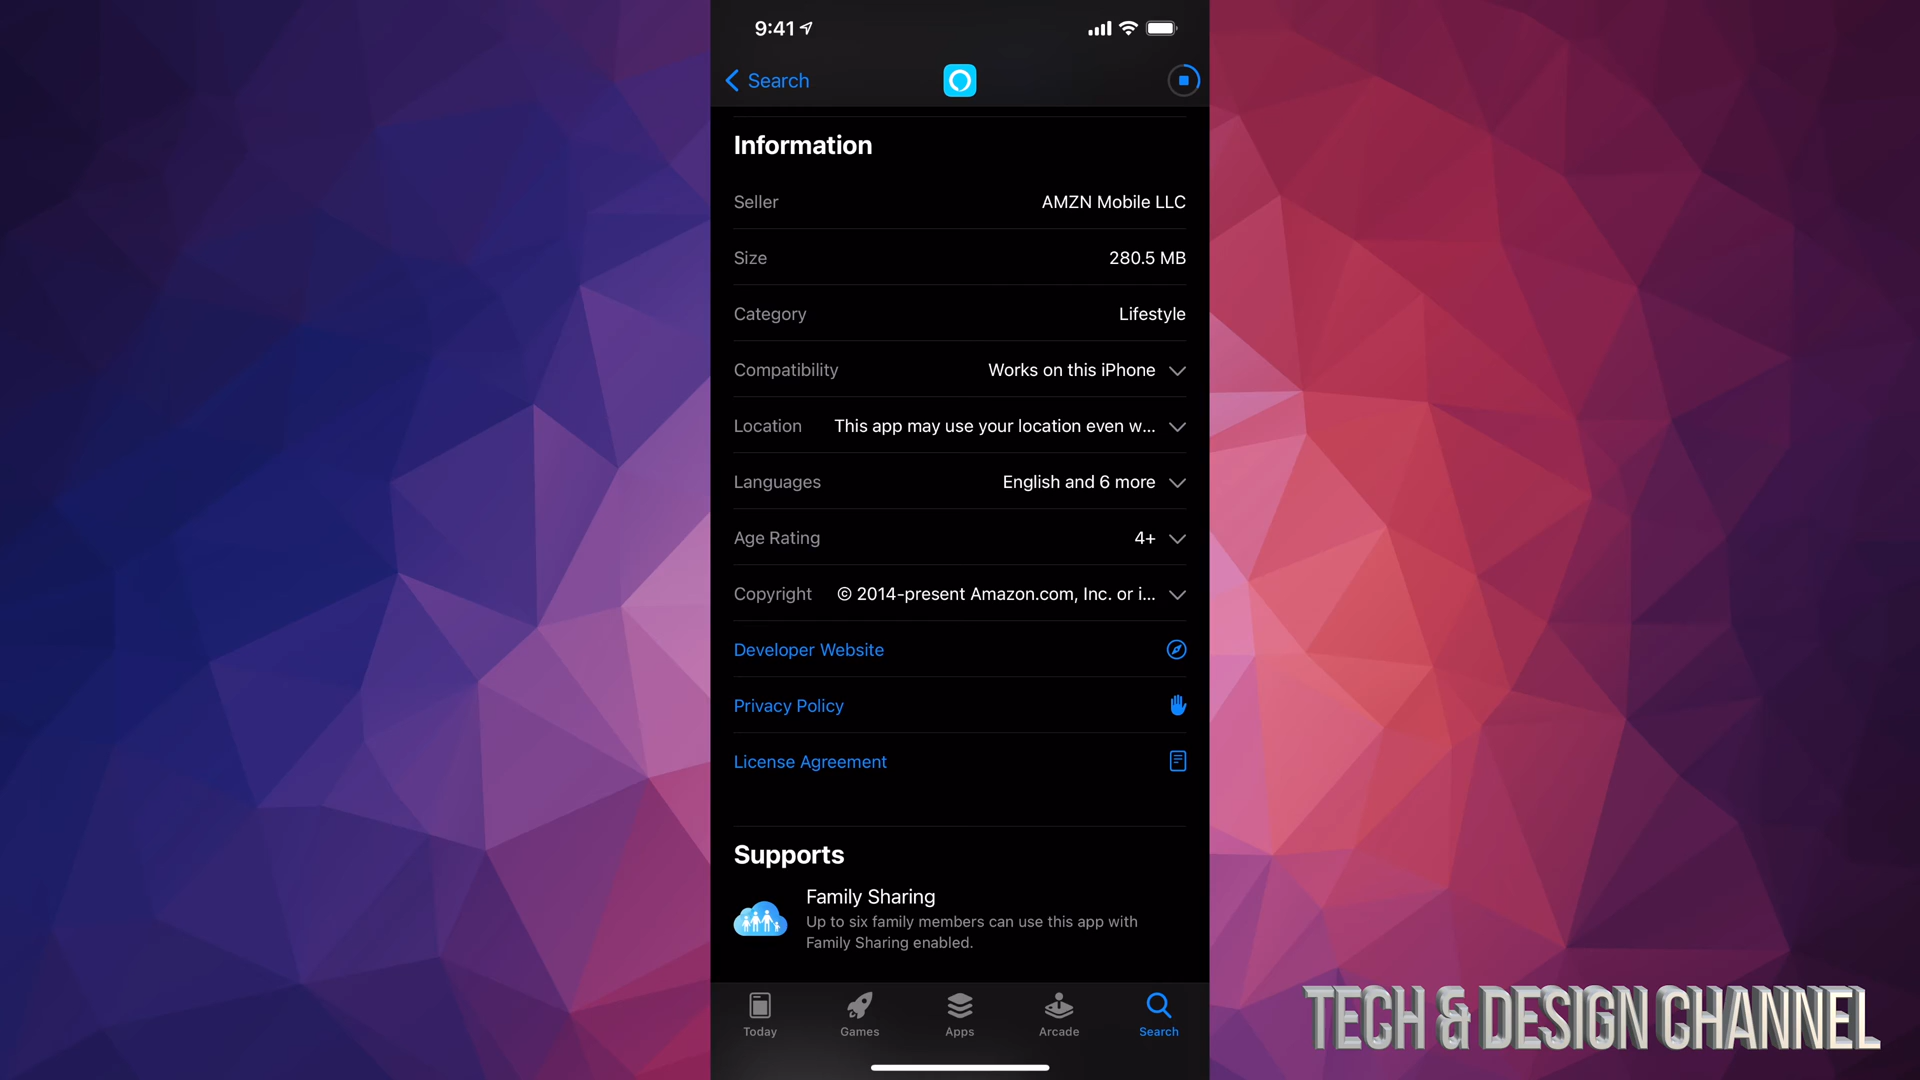 9:41
Search
Information
Seller AMZN Mobile LLC
Size 280.5 MB
Category Lifestyle
Compatibility Works on this iPhone
Location This app may use your location even w...
Languages English and 6 more
Age Rating 4+
Copyright © 2014-present Amazon.com, Inc. or i...
Developer Website
Privacy Policy
License Agreement
Supports
Family Sharing
Up to six family members can use this app with
Family Sharing enabled.
Today Games Apps Arcade Search
TECH & DESIGN CHANNEL